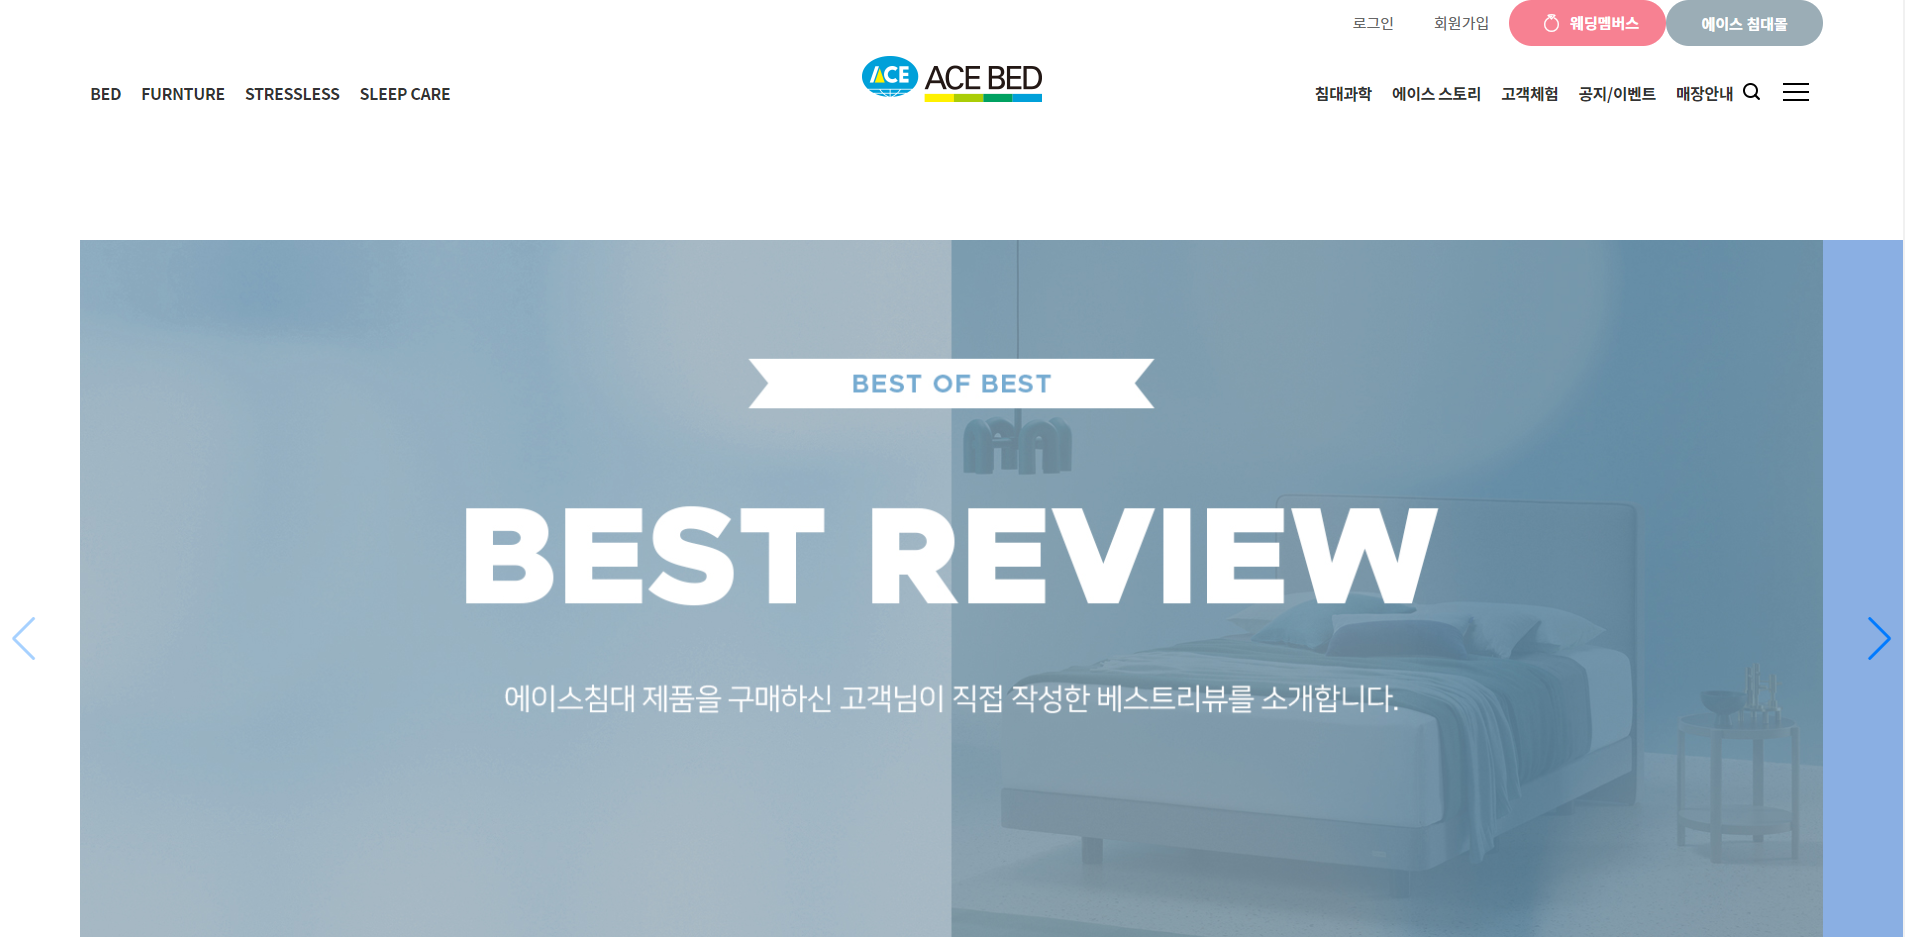 로그인 회원가입 웨딩멤버스 에이스 침대몰
BED FURNTURE STRESSLESS SLEEP CARE
ACE ACE BED
침대과학 에이스 스토리 고객체험 공지/이벤트 매장안내
BEST OF BEST
BEST REVIEW
에이스침대 제품을 구매하신 고객님이 직접 작성한 베스트리뷰를 소개합니다.